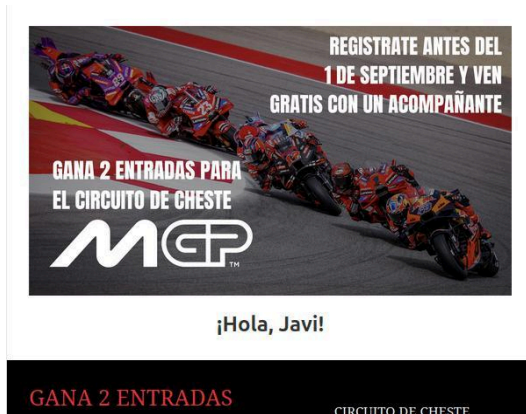 REGISTRATE ANTES DEL
1 DE SEPTIEMBRE Y VEN
GRATIS CON UN ACOMPAÑANTE
GANA 2 ENTRADAS PARA
EL CIRCUITO DE CHESTE
MGP™
¡Hola, Javi!
GANA 2 ENTRADAS
CIRCUITO DE CHESTE